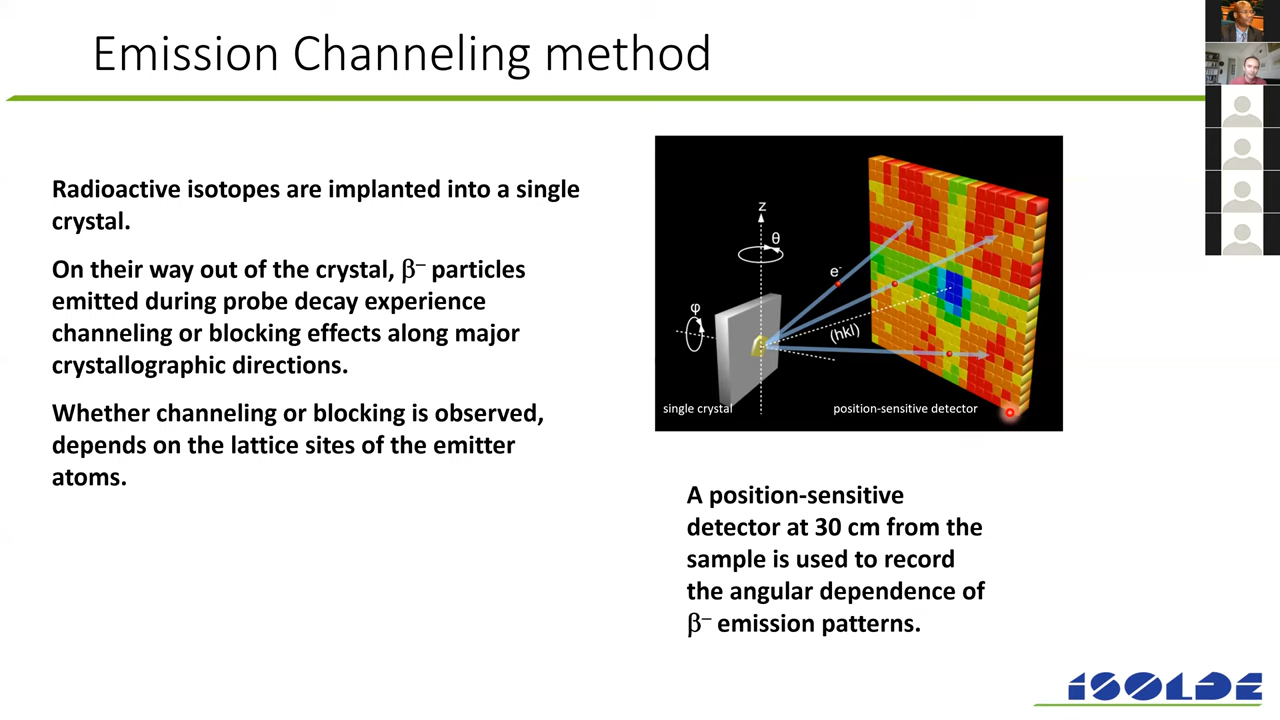 Emission Channeling method
Radioactive isotopes are implanted into a single
crystal.
On their way out of the crystal, β⁻ particles
emitted during probe decay experience
channeling or blocking effects along major
crystallographic directions.
Whether channeling or blocking is observed,
depends on the lattice sites of the emitter
atoms.
z
θ
e⁻
φ
(hkl)
single crystal
position-sensitive detector
A position-sensitive
detector at 30 cm from the
sample is used to record
the angular dependence of
β⁻ emission patterns.
ISOLDE